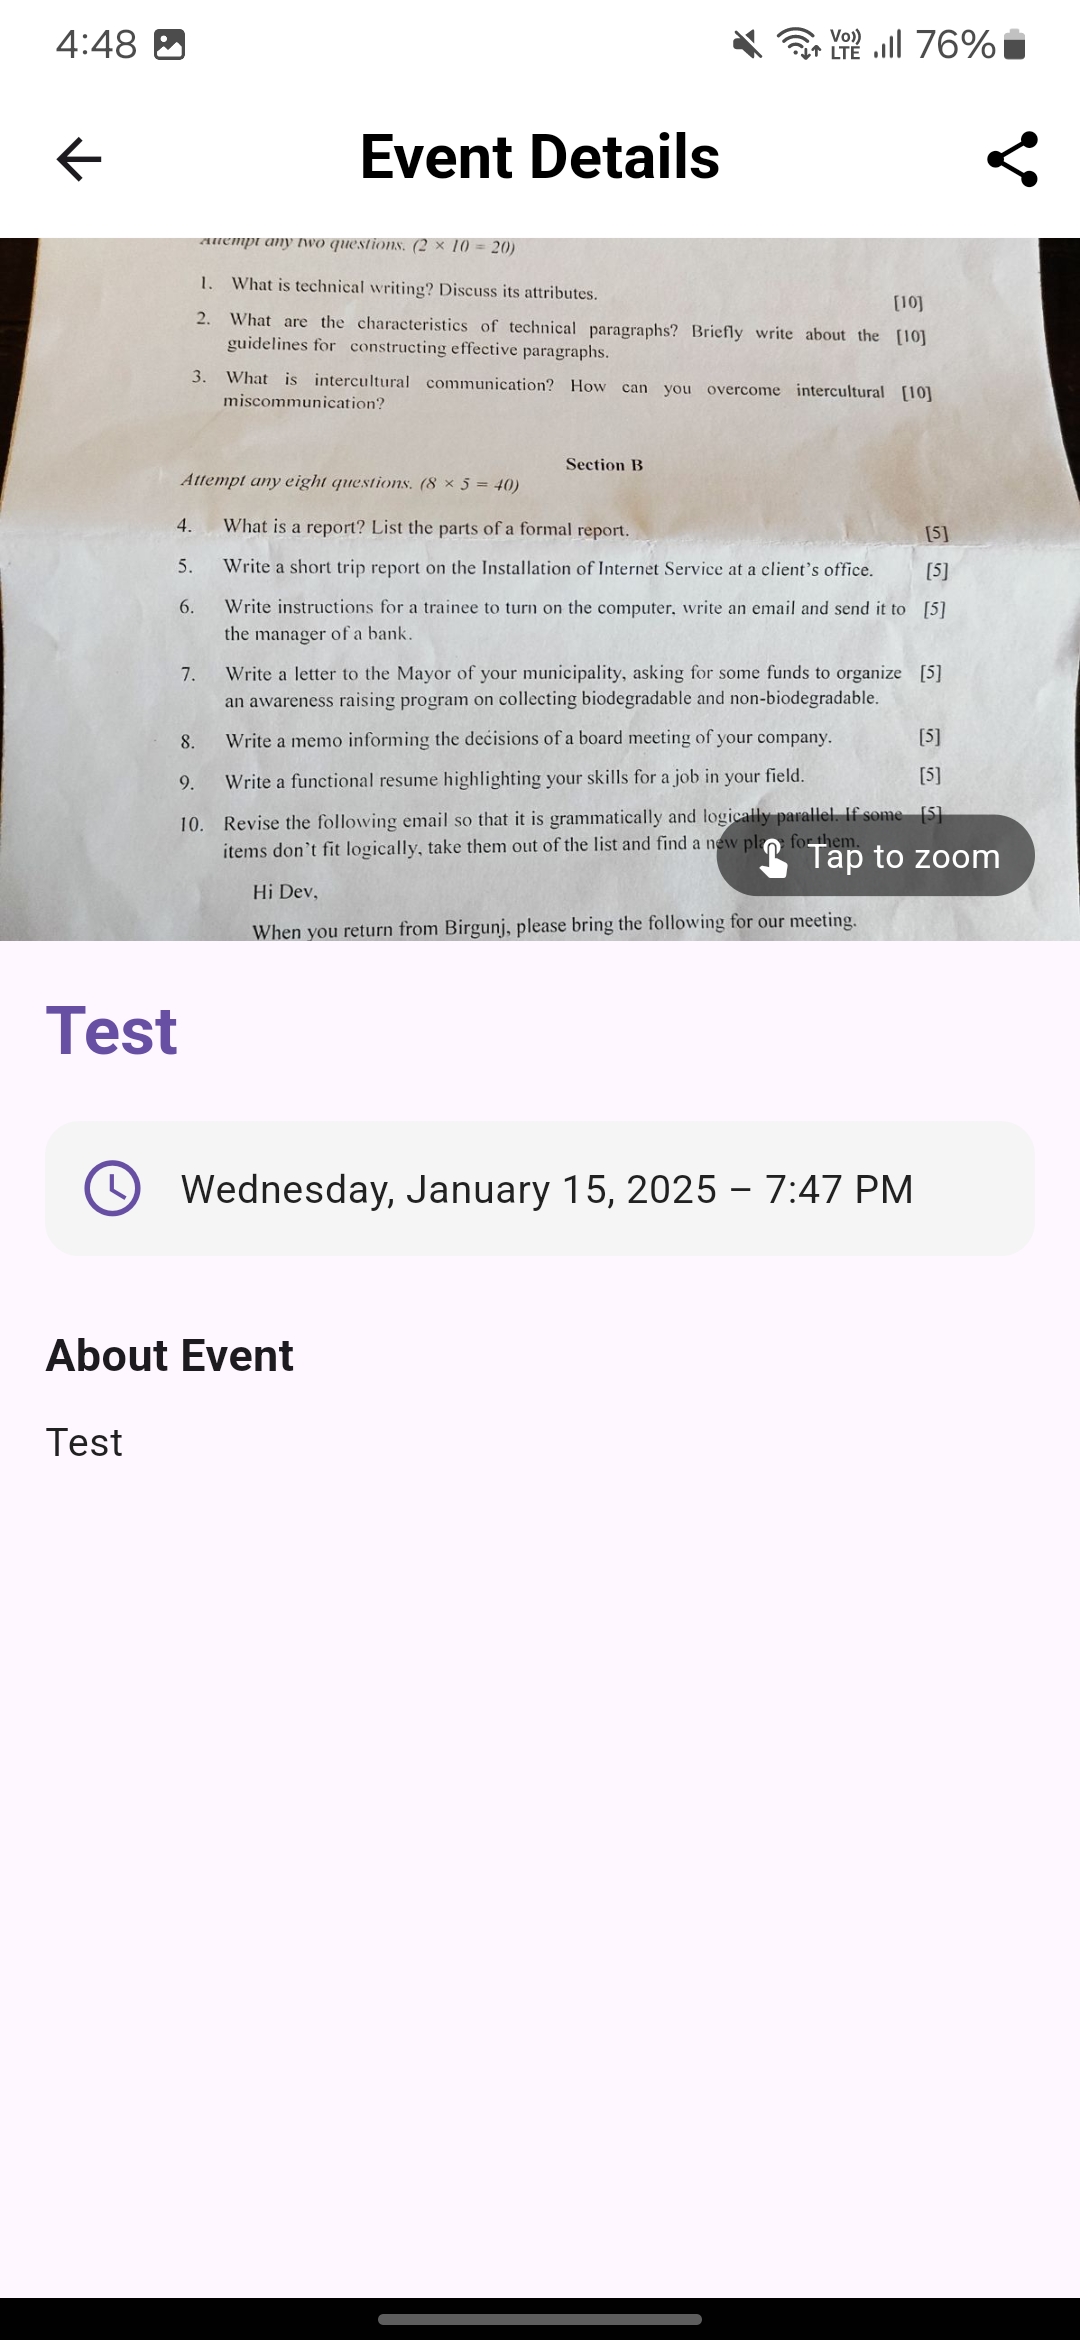 4:48
Vo)) LTE
76%
Event Details
Attempt any two questions. (2 × 10 = 20)
1. What is technical writing? Discuss its attributes. [10]
2. What are the characteristics of technical paragraphs? Briefly write about the [10]
guidelines for constructing effective paragraphs.
3. What is intercultural communication? How can you overcome intercultural [10]
miscommunication?
Section B
Attempt any eight questions. (8 × 5 = 40)
4. What is a report? List the parts of a formal report. [5]
5. Write a short trip report on the Installation of Internet Service at a client's office. [5]
6. Write instructions for a trainee to turn on the computer, write an email and send it to [5]
the manager of a bank.
7. Write a letter to the Mayor of your municipality, asking for some funds to organize [5]
an awareness raising program on collecting biodegradable and non-biodegradable.
8. Write a memo informing the decisions of a board meeting of your company. [5]
9. Write a functional resume highlighting your skills for a job in your field. [5]
10. Revise the following email so that it is grammatically and logically parallel. If some [5]
items don't fit logically, take them out of the list and find a new place for them.
Tap to zoom
Hi Dev,
When you return from Birgunj, please bring the following for our meeting.
Test
Wednesday, January 15, 2025 – 7:47 PM
About Event
Test